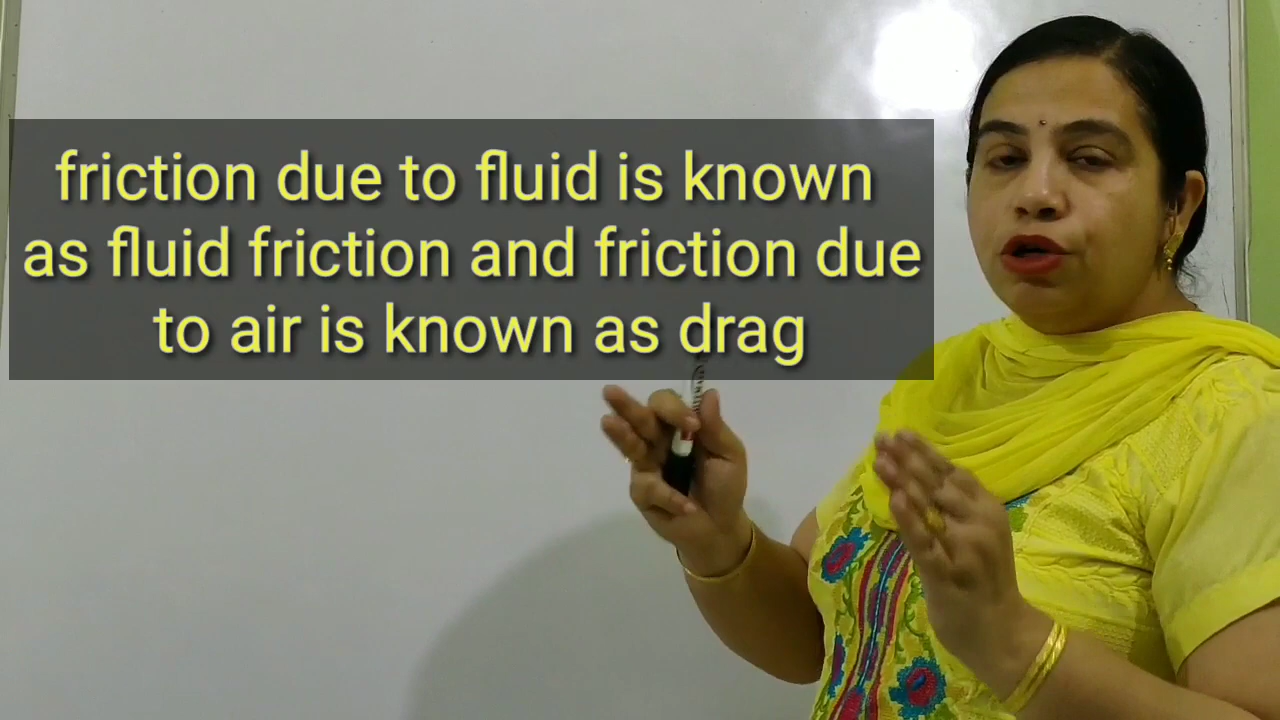 friction due to fluid is known
as fluid friction and friction due
to air is known as drag